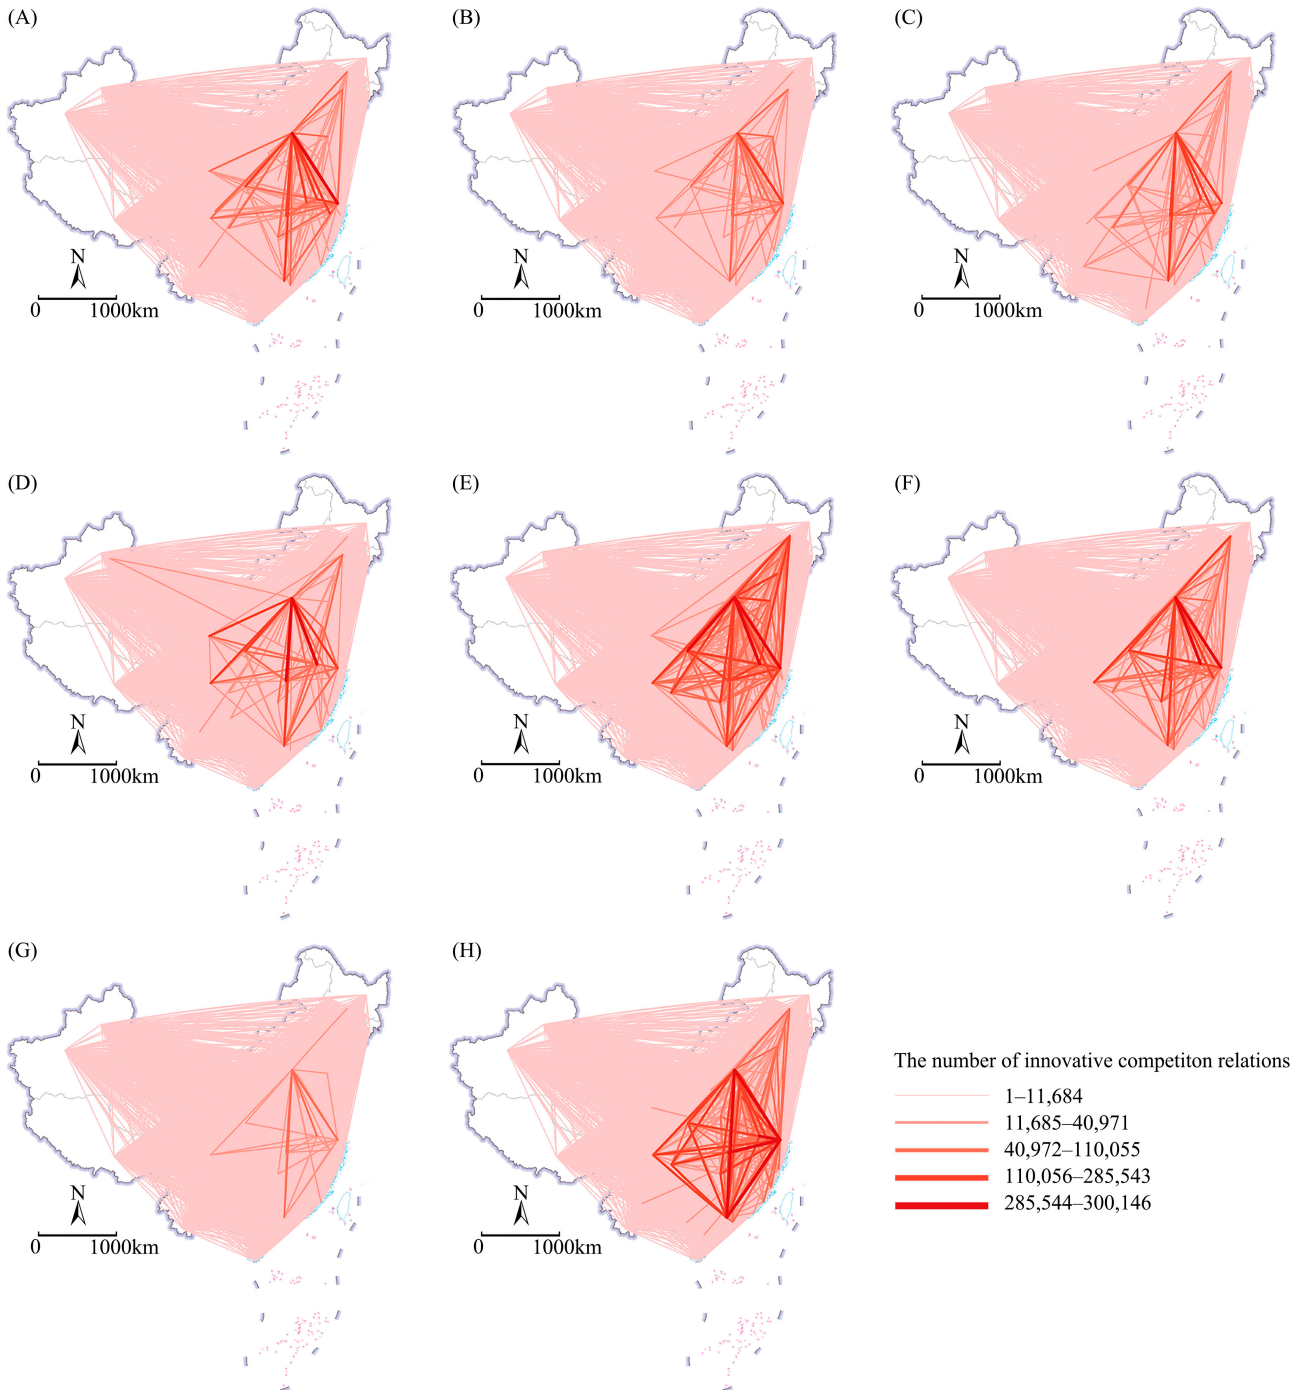 (A)
(B)
(C)
N
0 1000km
N
0 1000km
N
0 1000km
(D)
(E)
(F)
N
0 1000km
N
0 1000km
N
0 1000km
(G)
(H)
N
0 1000km
N
0 1000km
The number of innovative competiton relations
1–11,684
11,685–40,971
40,972–110,055
110,056–285,543
285,544–300,146